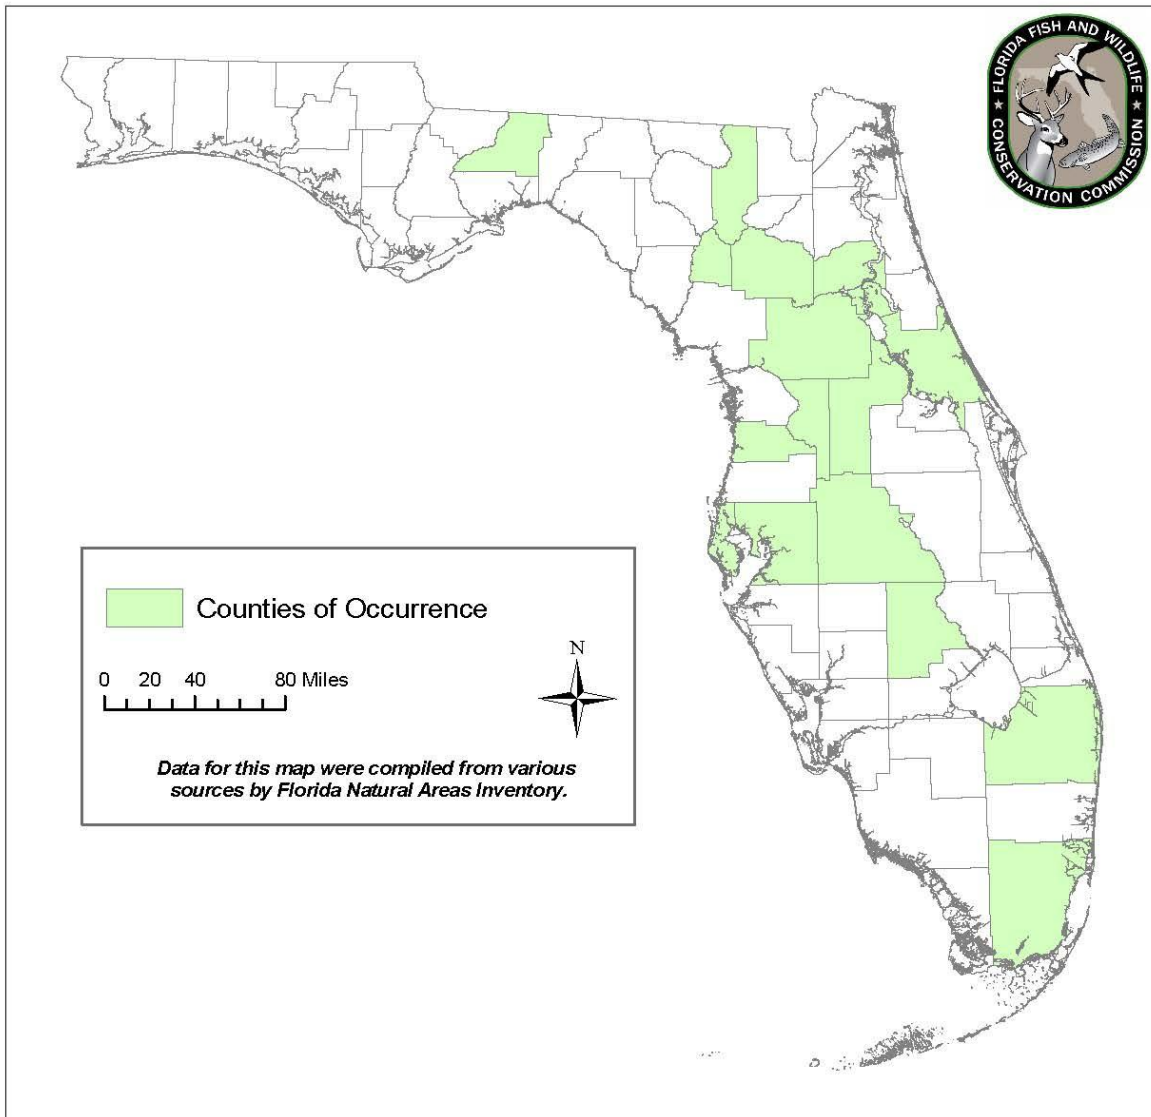 FLORIDA FISH AND WILDLIFE
CONSERVATION COMMISSION
Counties of Occurrence
N
0 20 40 80 Miles
Data for this map were compiled from various
sources by Florida Natural Areas Inventory.